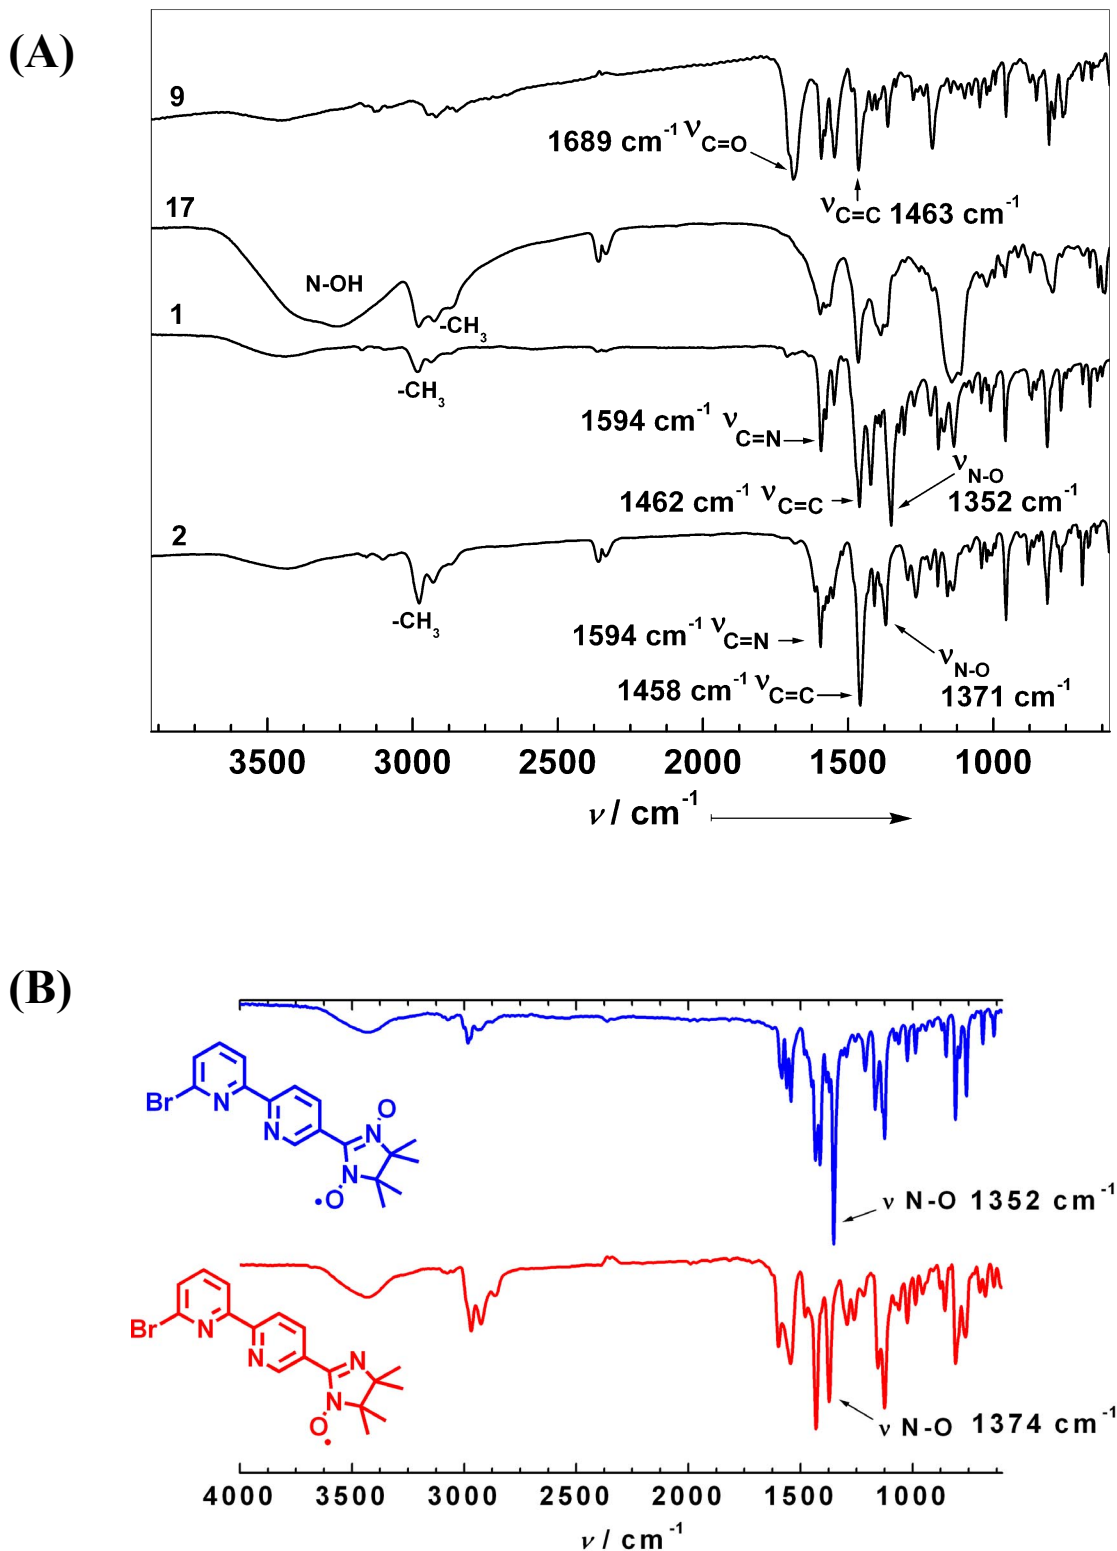 (A)
9
1689 cm⁻¹ ν C=O
ν C=C 1463 cm⁻¹
17
N-OH
-CH₃
1
-CH₃
1594 cm⁻¹ ν C=N
1462 cm⁻¹ ν C=C
ν N-O
1352 cm⁻¹
2
-CH₃
1594 cm⁻¹ ν C=N
1458 cm⁻¹ ν C=C
ν N-O
1371 cm⁻¹
3500 3000 2500 2000 1500 1000
ν / cm⁻¹
(B)
Br
N
N
O
N
N
•O
ν N-O 1352 cm⁻¹
Br
N
N
N
N
O•
ν N-O 1374 cm⁻¹
4000 3500 3000 2500 2000 1500 1000
ν / cm⁻¹